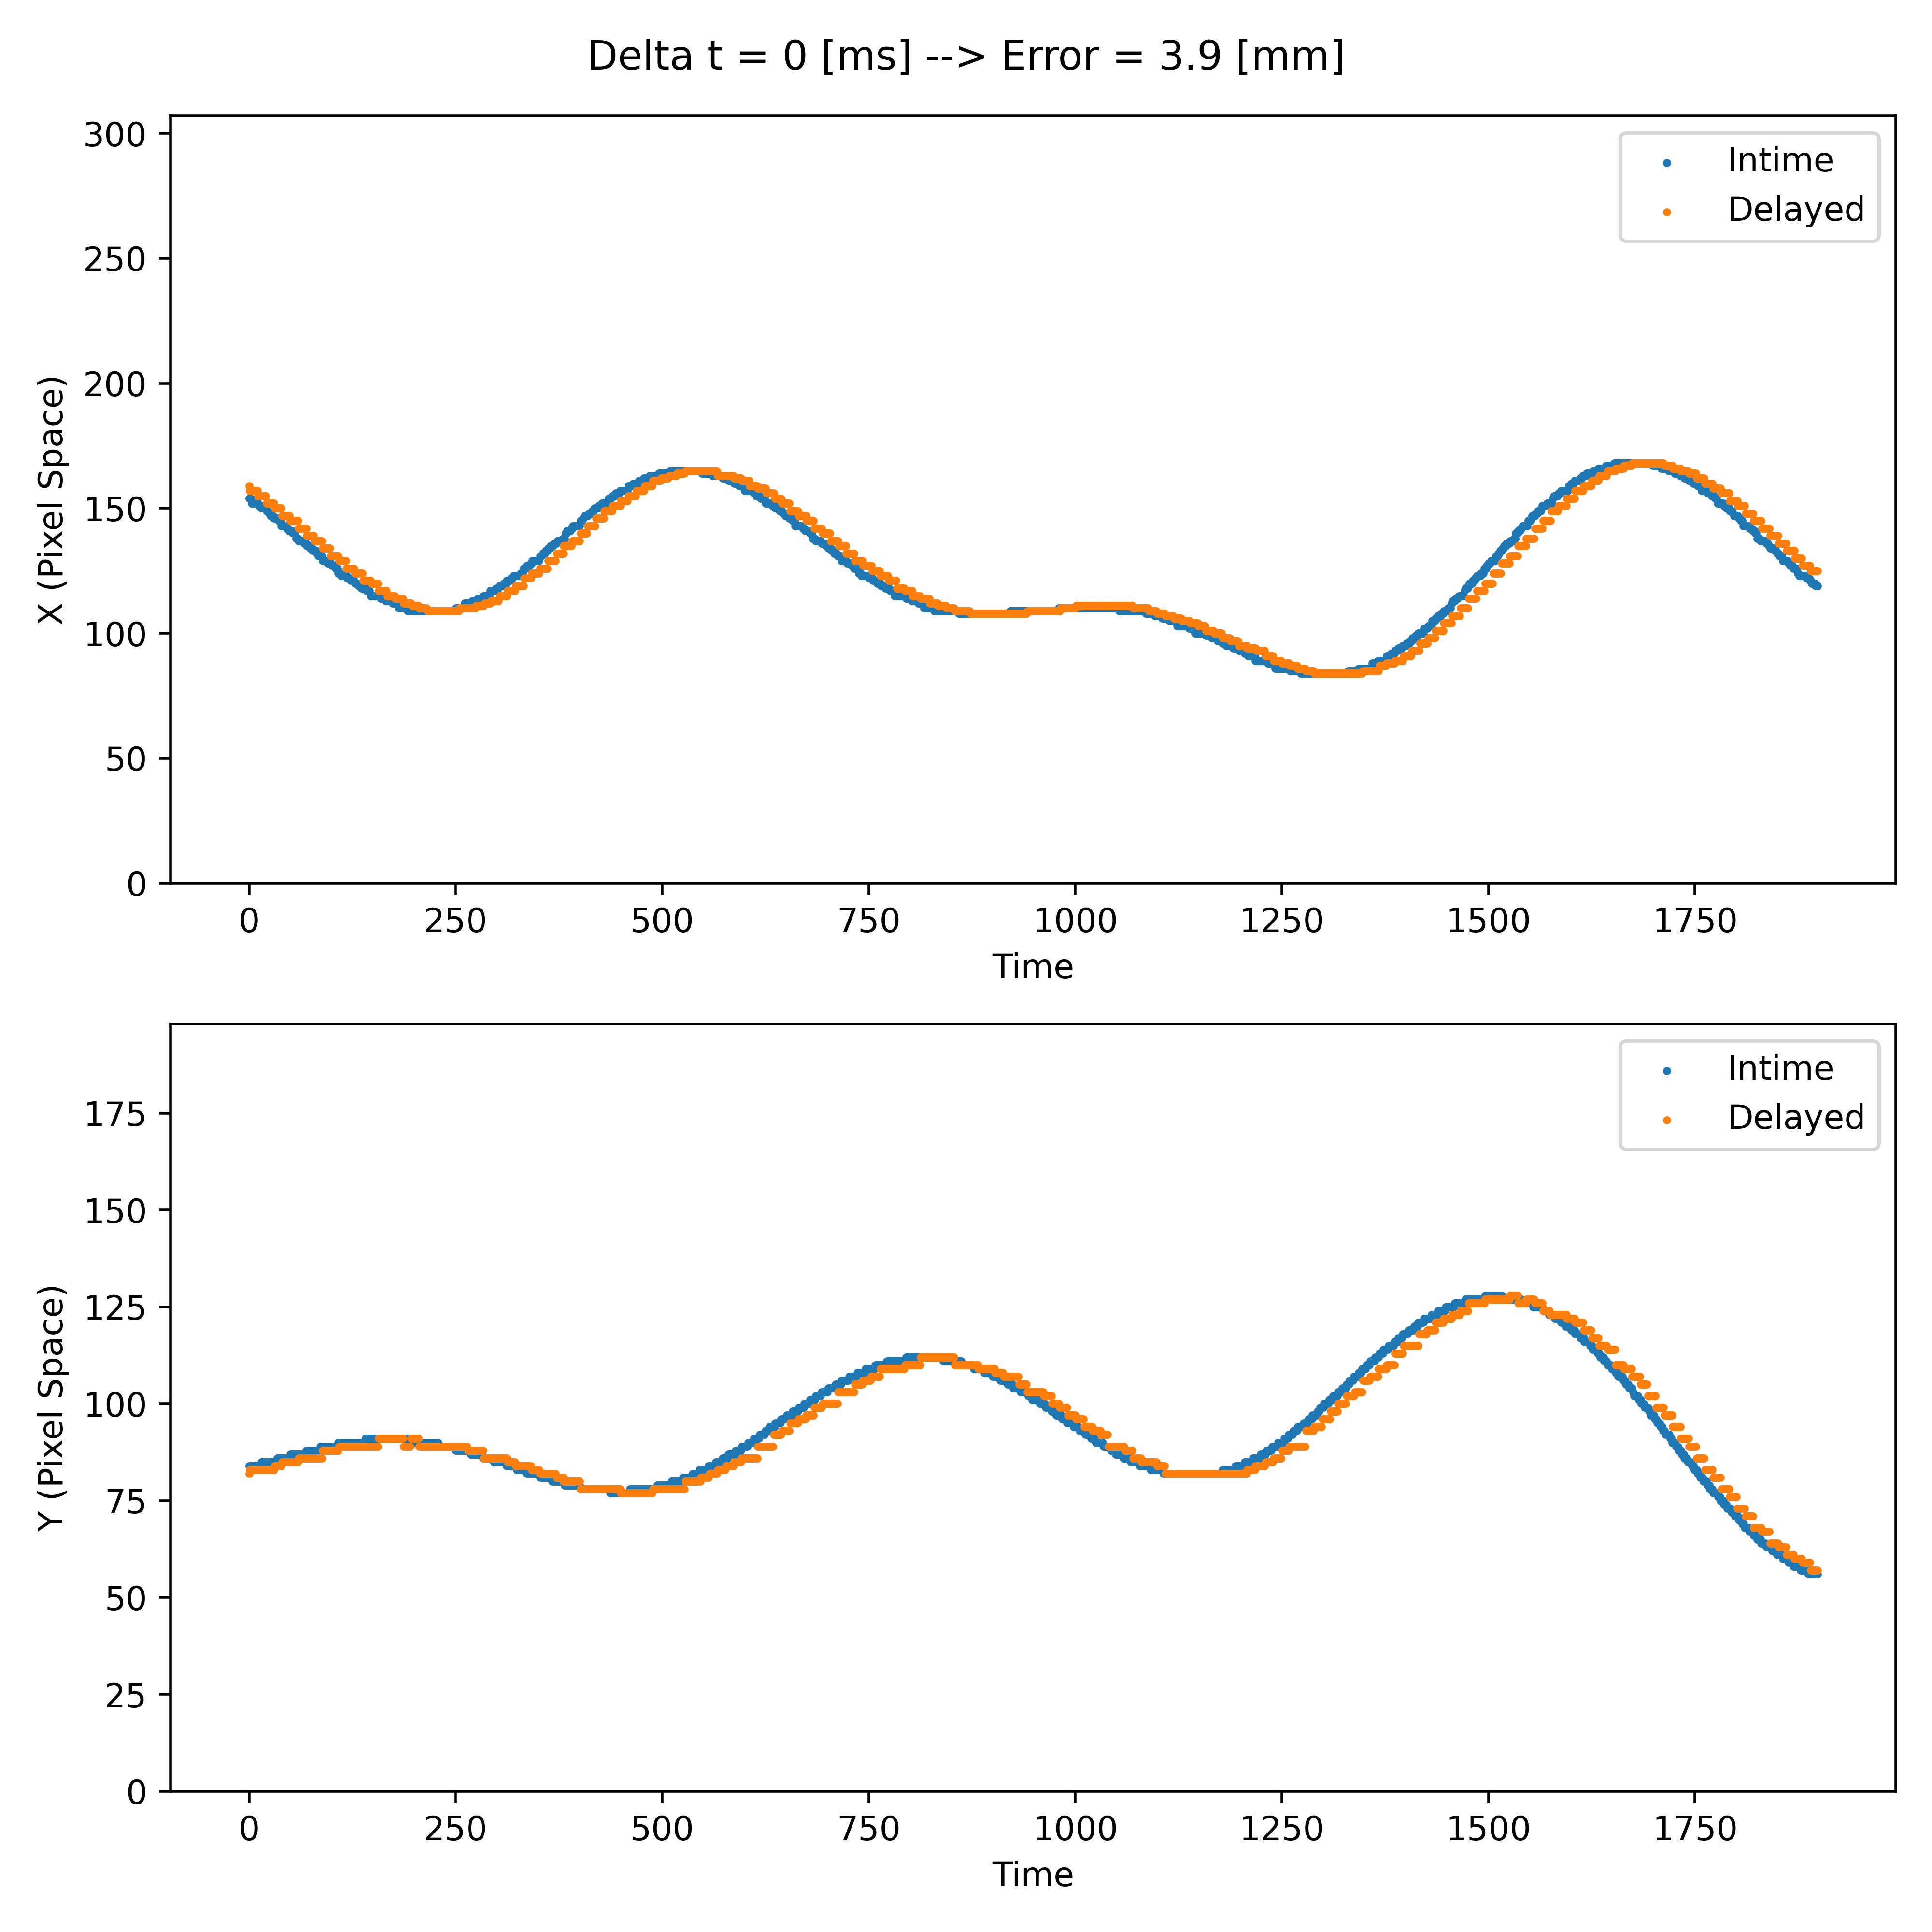 Delta t = 0 [ms] --> Error = 3.9 [mm]
300
250
200
150
100
50
0
X (Pixel Space)
Intime
Delayed
0 250 500 750 1000 1250 1500 1750
Time
175
150
125
100
75
50
25
0
Y (Pixel Space)
Intime
Delayed
0 250 500 750 1000 1250 1500 1750
Time